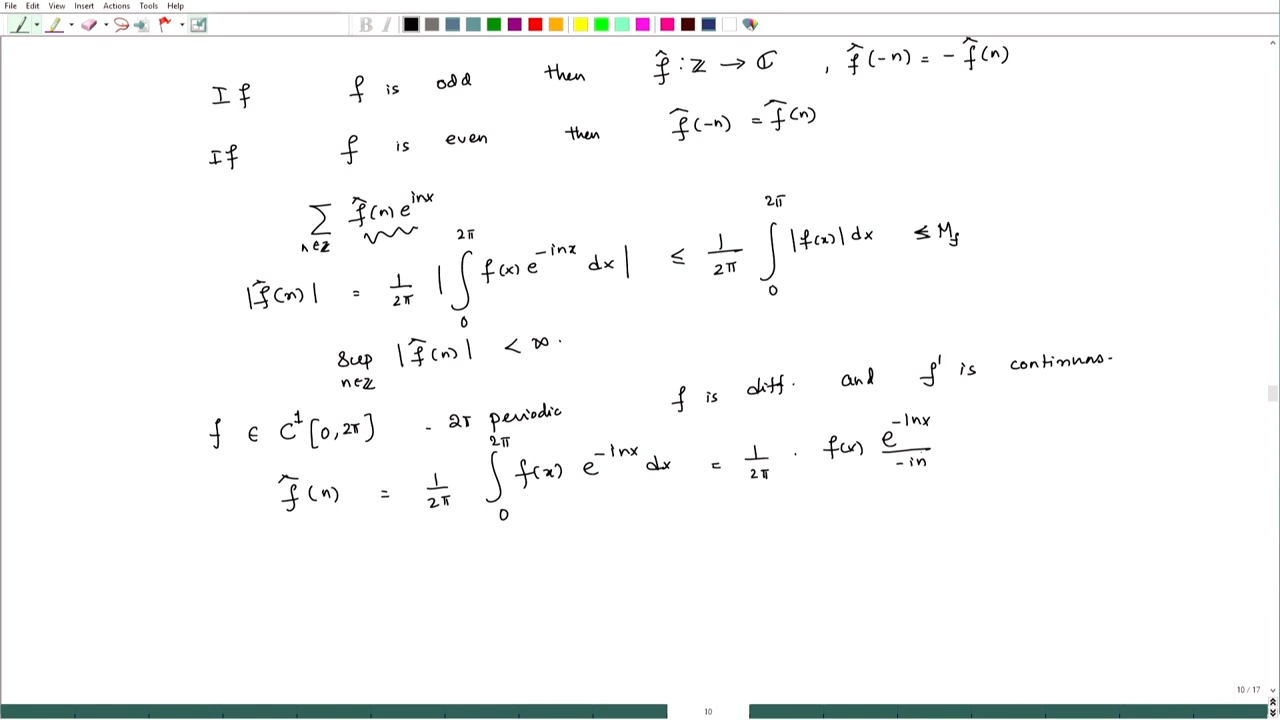 File Edit View Insert Actions Tools Help
If f is odd then f̂ : ℤ → ℂ , f̂(-n) = - f̂(n)
If f is even then f̂(-n) = f̂(n)
∑_{n∈ℤ} f̂(n) e^{inx}
|f̂(n)| = 1/2π | ∫_0^{2π} f(x) e^{-inx} dx | ≤ 1/2π ∫_0^{2π} |f(x)| dx ≤ M_f
Sup_{n∈ℤ} |f̂(n)| < ∞.
f ∈ C^1[0,2π] - 2π periodic f is diff. and f' is continuous.
f̂(n) = 1/2π ∫_0^{2π} f(x) e^{-inx} dx = 1/2π · f(x) e^{-inx}/-in
10 / 17
10